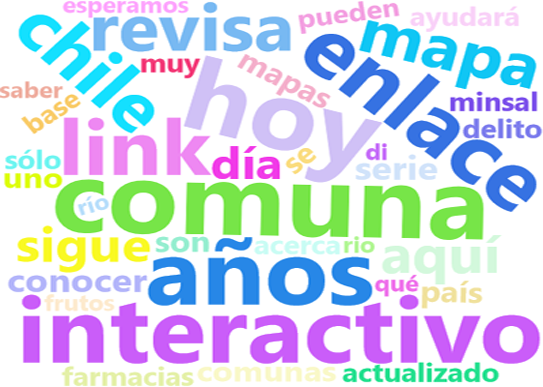 esperamos
revisa
pueden
ayudará
chile
mapa
enlace
muy
mapas
hoy
saber
base
minsal
delito
link
día
se
di
serie
sólo
uno
comuna
río
sigue
son
acerca
rio
aquí
conocer
años
qué
país
frutos
interactivo
farmacias
comunas
actualizado